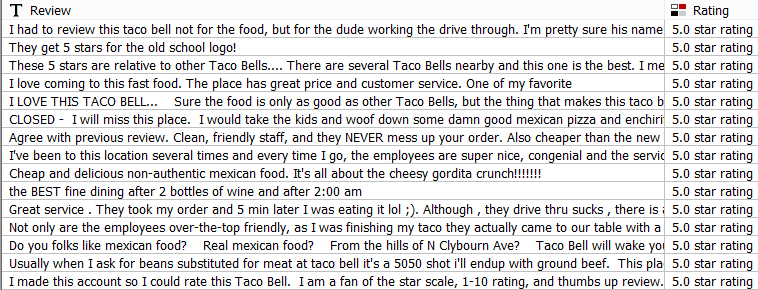 T Review Rating
I had to review this taco bell not for the food, but for the dude working the drive through. I'm pretty sure his name 5.0 star rating
They get 5 stars for the old school logo! 5.0 star rating
These 5 stars are relative to other Taco Bells.... There are several Taco Bells nearby and this one is the best. I me 5.0 star rating
I love coming to this fast food. The place has great price and customer service. One of my favorite 5.0 star rating
I LOVE THIS TACO BELL... Sure the food is only as good as other Taco Bells, but the thing that makes this taco b 5.0 star rating
CLOSED - I will miss this place. I would take the kids and woof down some damn good mexican pizza and enchirit 5.0 star rating
Agree with previous review. Clean, friendly staff, and they NEVER mess up your order. Also cheaper than the new 5.0 star rating
I've been to this location several times and every time I go, the employees are super nice, congenial and the servic 5.0 star rating
Cheap and delicious non-authentic mexican food. It's all about the cheesy gordita crunch!!!!!!! 5.0 star rating
the BEST fine dining after 2 bottles of wine and after 2:00 am 5.0 star rating
Great service . They took my order and 5 min later I was eating it lol ;). Although , they drive thru sucks , there is a 5.0 star rating
Not only are the employees over-the-top friendly, as I was finishing my taco they actually came to our table with a 5.0 star rating
Do you folks like mexican food? Real mexican food? From the hills of N Clybourn Ave? Taco Bell will wake you 5.0 star rating
Usually when I ask for beans substituted for meat at taco bell it's a 5050 shot i'll endup with ground beef. This pla 5.0 star rating
I made this account so I could rate this Taco Bell. I am a fan of the star scale, 1-10 rating, and thumbs up review. 5.0 star rating